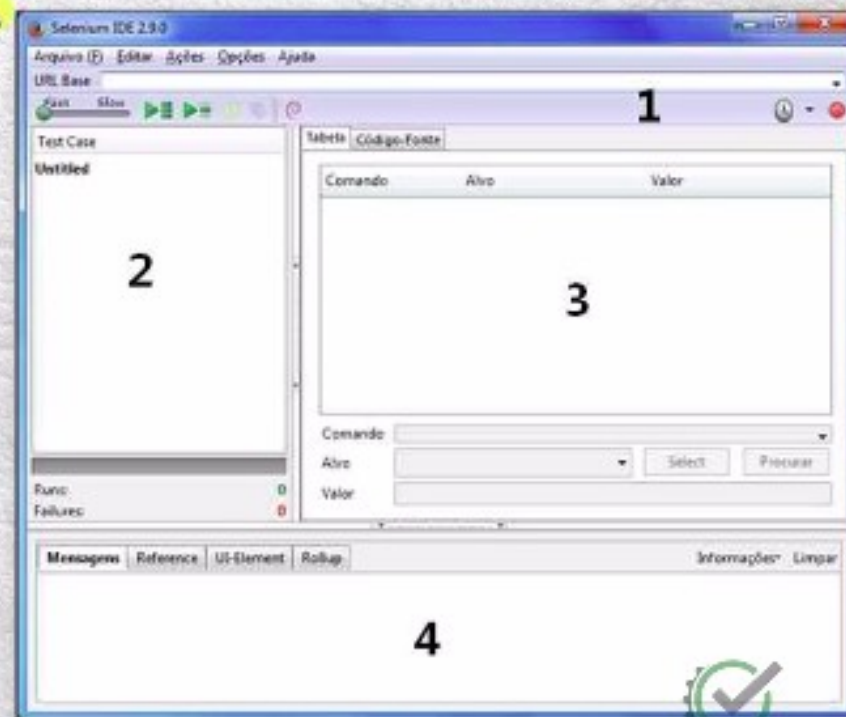 Selenium IDE 2.9.0
Arquivo (F) Editar Ações Opções Ajuda
URL Base
Fast Slow
1
Test Case
Untitled
2
Runs: 0
Failures: 0
Tabela Código-Fonte
Comando Alvo Valor
3
Comando
Alvo Select Procurar
Valor
Mensagens Reference UI-Element Rollup Informações Limpar
4